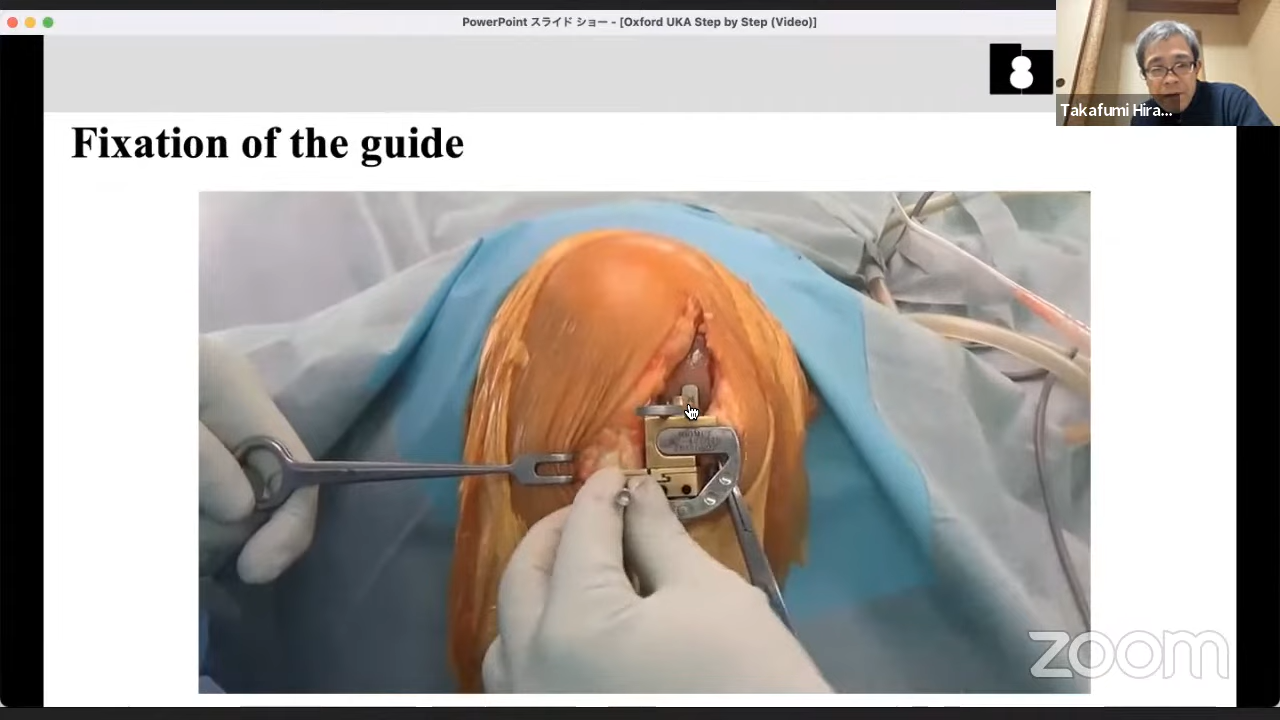 PowerPoint スライド ショー - [Oxford UKA Step by Step (Video)]
Takafumi Hira...
Fixation of the guide
S
zoom